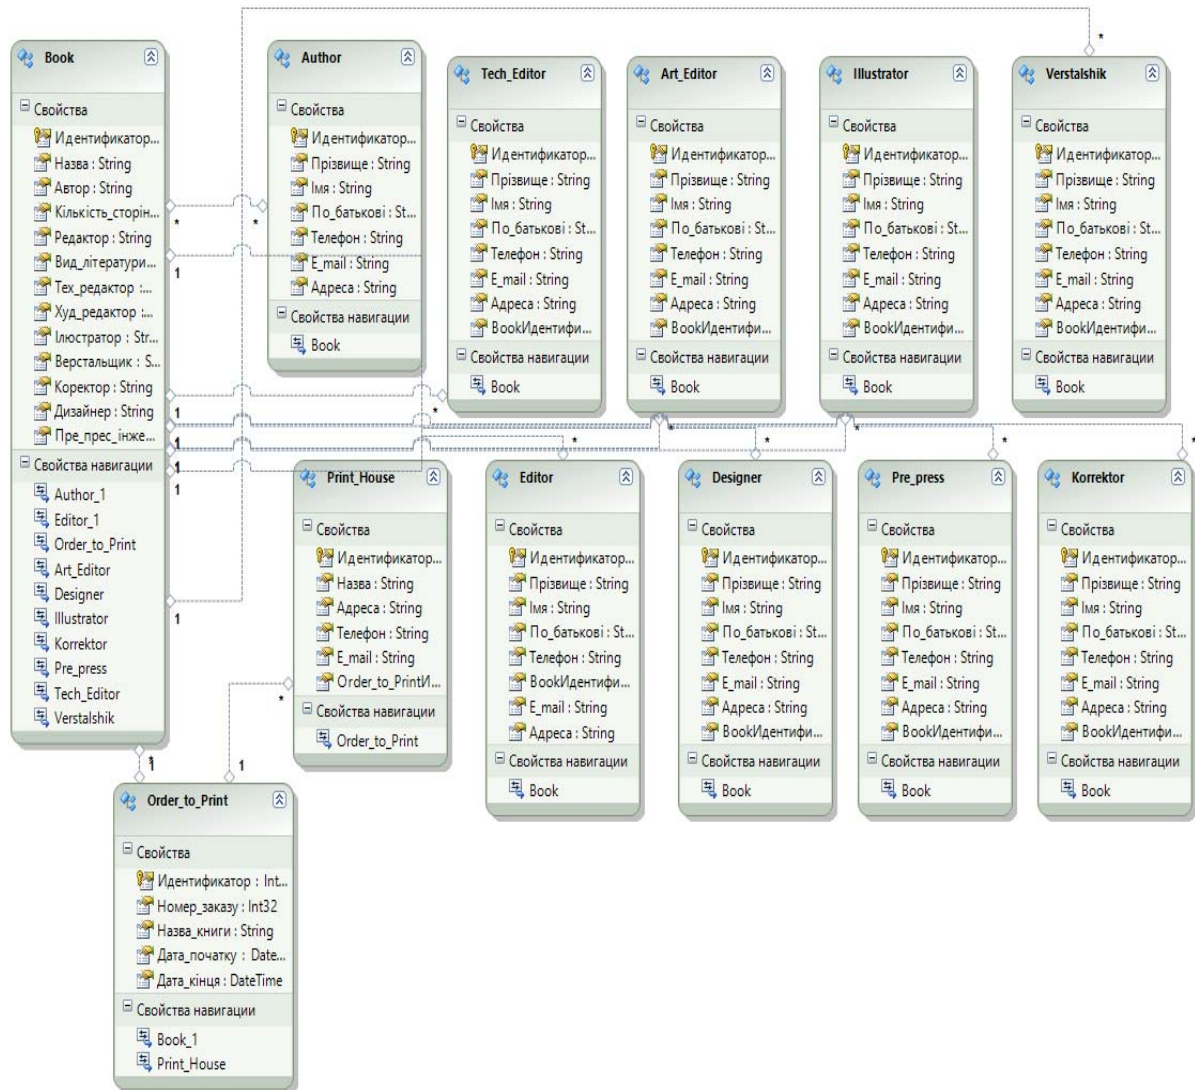 Book
Свойства
Идентификатор...
Назва : String
Автор : String
Кількість_сторін...
Редактор : String
Вид_літератури...
Тех_редактор :...
Худ_редактор :...
Ілюстратор : Str...
Верстальщик : S...
Коректор : String
Дизайнер : String
Пре_прес_інже...
Свойства навигации
Author_1
Editor_1
Order_to_Print
Art_Editor
Designer
Illustrator
Korrektor
Pre_press
Tech_Editor
Verstalshik
Author
Свойства
Идентификатор...
Прізвище : String
Імя : String
По_батькові : St...
Телефон : String
E_mail : String
Адреса : String
Свойства навигации
Book
Tech_Editor
Свойства
Идентификатор...
Прізвище : String
Імя : String
По_батькові : St...
Телефон : String
E_mail : String
Адреса : String
BookИдентифи...
Свойства навигации
Book
Art_Editor
Свойства
Идентификатор...
Прізвище : String
Імя : String
По_батькові : St...
Телефон : String
E_mail : String
Адреса : String
BookИдентифи...
Свойства навигации
Book
Illustrator
Свойства
Идентификатор...
Прізвище : String
Імя : String
По_батькові : St...
Телефон : String
E_mail : String
Адреса : String
BookИдентифи...
Свойства навигации
Book
*
Verstalshik
Свойства
Идентификатор...
Прізвище : String
Імя : String
По_батькові : St...
Телефон : String
E_mail : String
Адреса : String
BookИдентифи...
Свойства навигации
Book
*
*
1
1
*
1
*
*
*
*
1
1
1
*
1
1
*
1
Print_House
Свойства
Идентификатор...
Назва : String
Адреса : String
Телефон : String
E_mail : String
Order_to_PrintИ...
Свойства навигации
Order_to_Print
Editor
Свойства
Идентификатор...
Прізвище : String
Імя : String
По_батькові : St...
Телефон : String
BookИдентифи...
E_mail : String
Адреса : String
Свойства навигации
Book
Designer
Свойства
Идентификатор...
Прізвище : String
Імя : String
По_батькові : St...
Телефон : String
E_mail : String
Адреса : String
BookИдентифи...
Свойства навигации
Book
Pre_press
Свойства
Идентификатор...
Прізвище : String
Імя : String
По_батькові : St...
Телефон : String
E_mail : String
Адреса : String
BookИдентифи...
Свойства навигации
Book
Korrektor
Свойства
Идентификатор...
Прізвище : String
Імя : String
По_батькові : St...
Телефон : String
E_mail : String
Адреса : String
BookИдентифи...
Свойства навигации
Book
Order_to_Print
Свойства
Идентификатор : Int...
Номер_заказу : Int32
Назва_книги : String
Дата_початку : Date...
Дата_кінця : DateTime
Свойства навигации
Book_1
Print_House